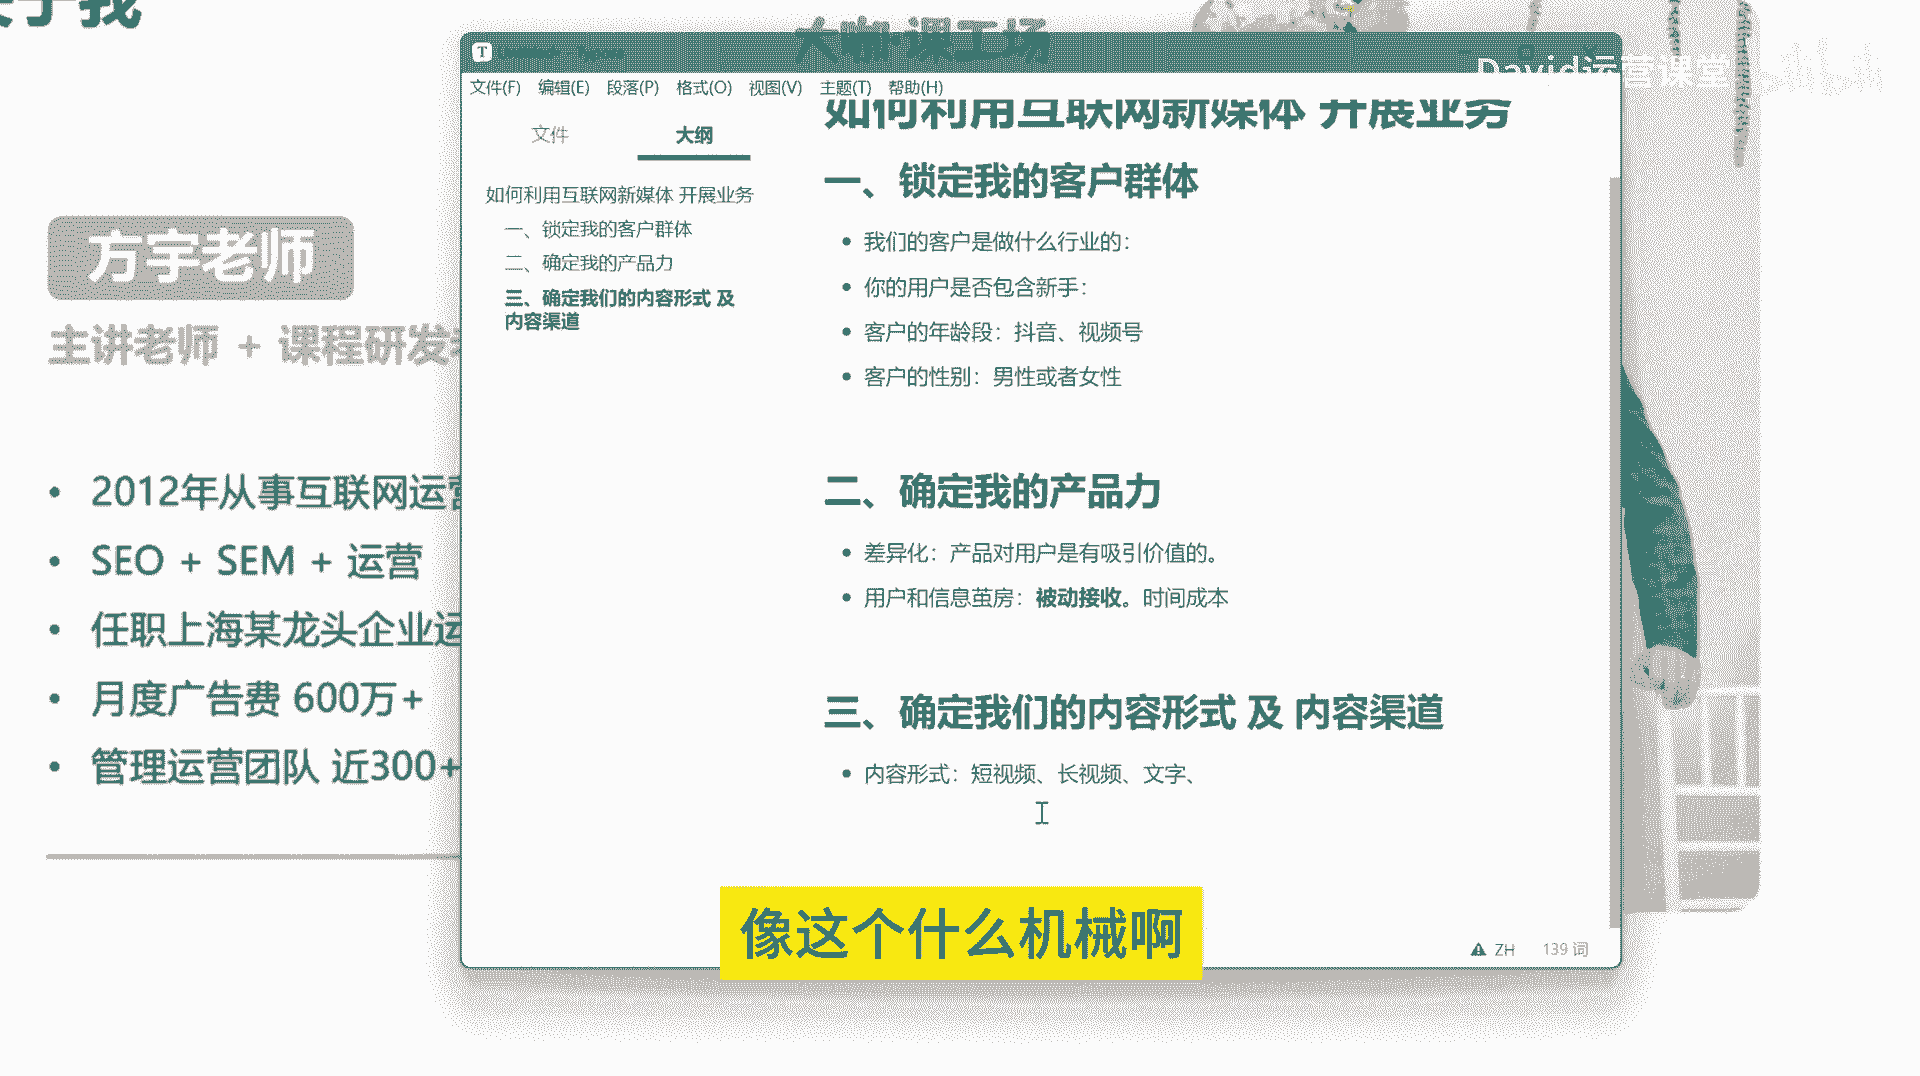 关于我
大咖·课工场
David运营课堂
方宇老师
主讲老师 + 课程研发
2012年从事互联网运营
SEO + SEM + 运营
任职上海某龙头企业运
月度广告费 600万+
管理运营团队 近300+
文件(F) 编辑(E) 段落(P) 格式(O) 视图(V) 主题(T) 帮助(H)
文件 大纲
如何利用互联网新媒体 开展业务
一、锁定我的客户群体
二、确定我的产品力
三、确定我们的内容形式 及
内容渠道
如何利用互联网新媒体 开展业务
一、锁定我的客户群体
我们的客户是做什么行业的：
你的用户是否包含新手：
客户的年龄段：抖音、视频号
客户的性别：男性或者女性
二、确定我的产品力
差异化：产品对用户是有吸引价值的。
用户和信息茧房：被动接收。时间成本
三、确定我们的内容形式 及 内容渠道
内容形式：短视频、长视频、文字、
ZH 139 词
像这个什么机械啊